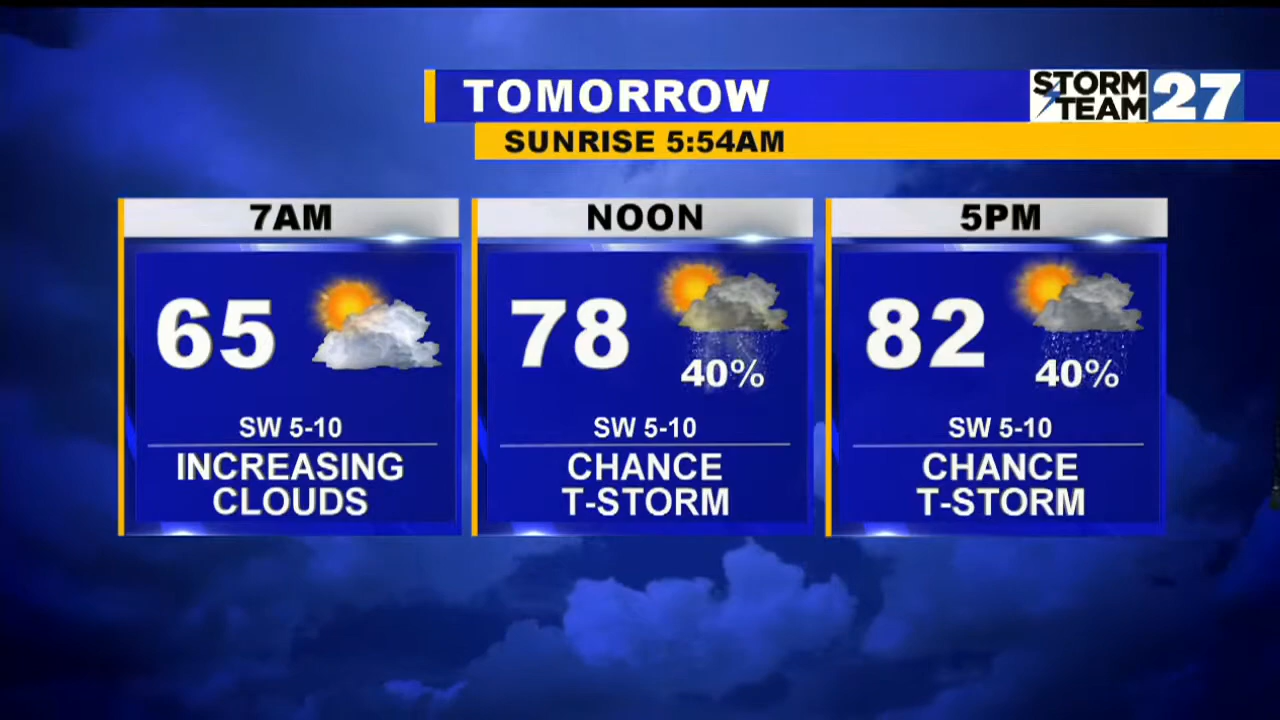 TOMORROW
STORM
TEAM
27
SUNRISE 5:54AM
7AM
65
SW 5-10
INCREASING
CLOUDS
NOON
78
40%
SW 5-10
CHANCE
T-STORM
5PM
82
40%
SW 5-10
CHANCE
T-STORM